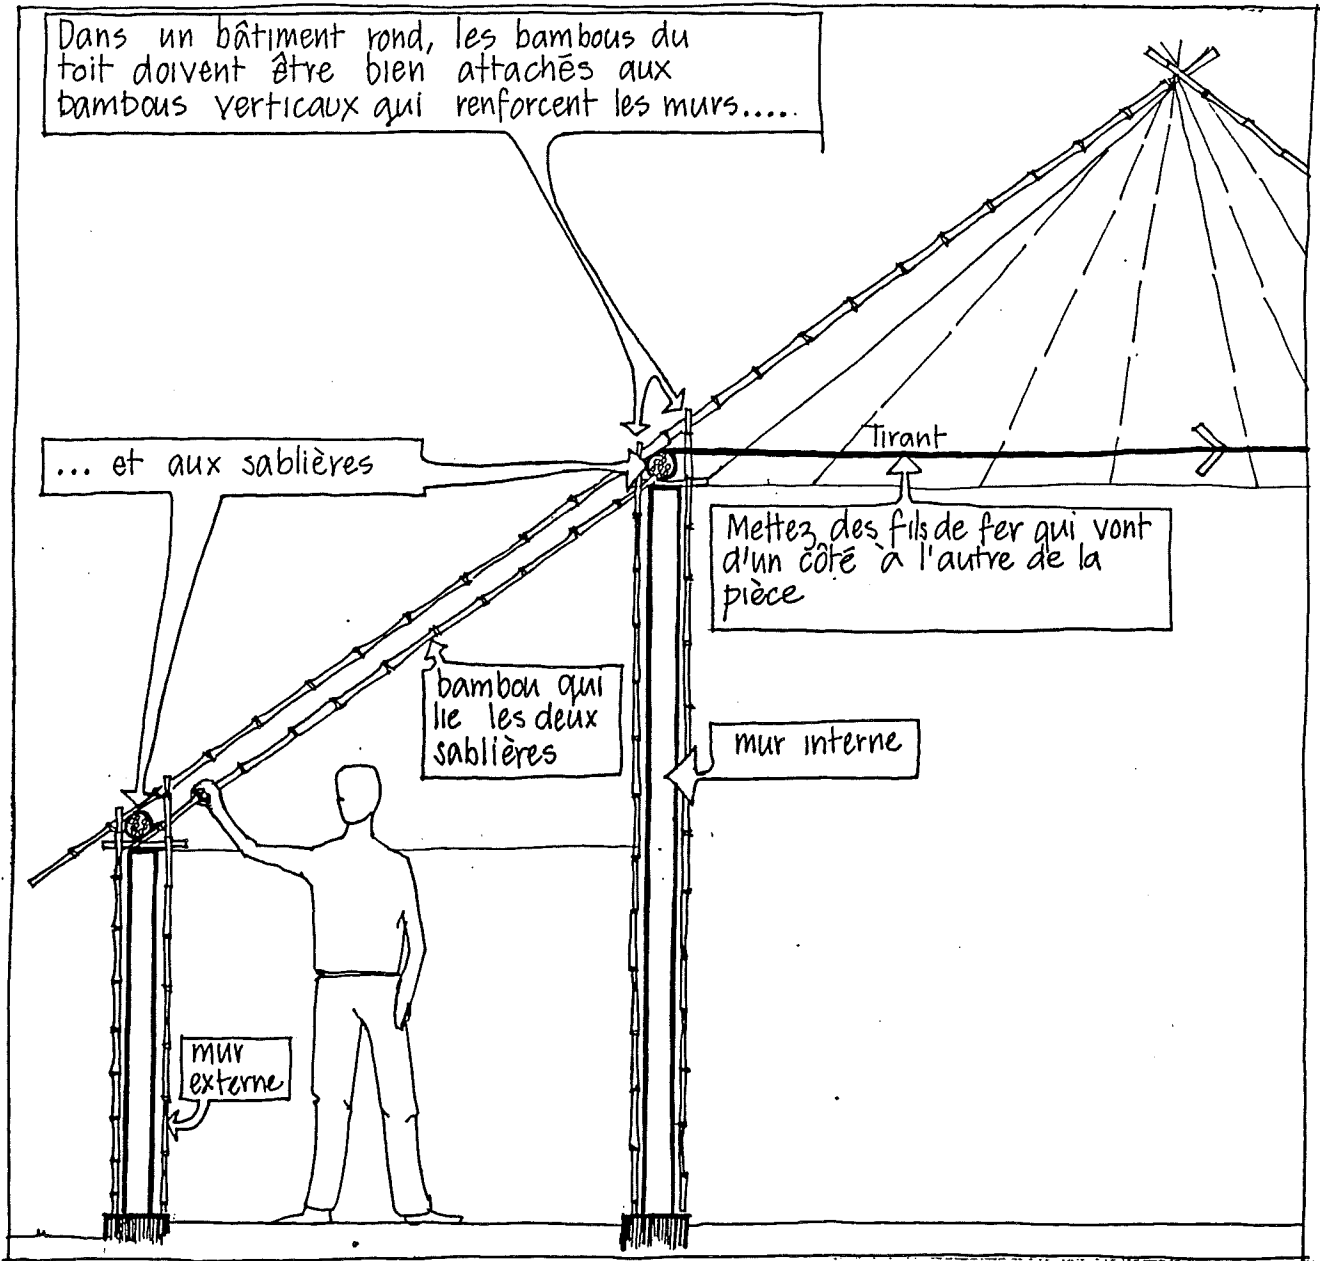 Dans un bâtiment rond, les bambous du
toit doivent être bien attachés aux
bambous verticaux qui renforcent les murs.....
... et aux sablières
Tirant
Mettez des fils de fer qui vont
d'un côté à l'autre de la
pièce
bambou qui
lie les deux
sablières
mur interne
mur
externe